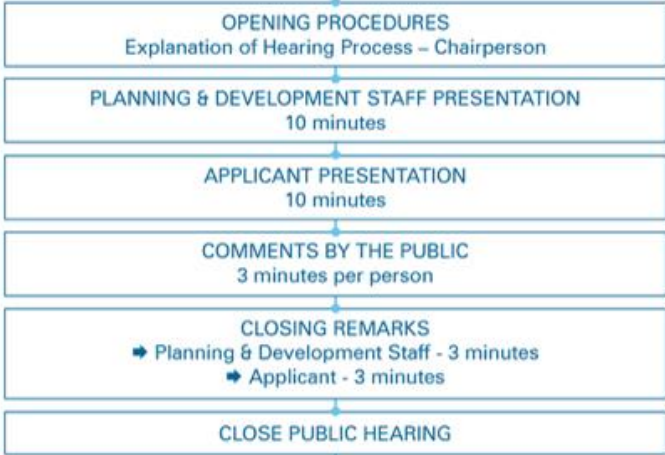 OPENING PROCEDURES
Explanation of Hearing Process – Chairperson
PLANNING & DEVELOPMENT STAFF PRESENTATION
10 minutes
APPLICANT PRESENTATION
10 minutes
COMMENTS BY THE PUBLIC
3 minutes per person
CLOSING REMARKS
➡ Planning & Development Staff - 3 minutes
➡ Applicant - 3 minutes
CLOSE PUBLIC HEARING